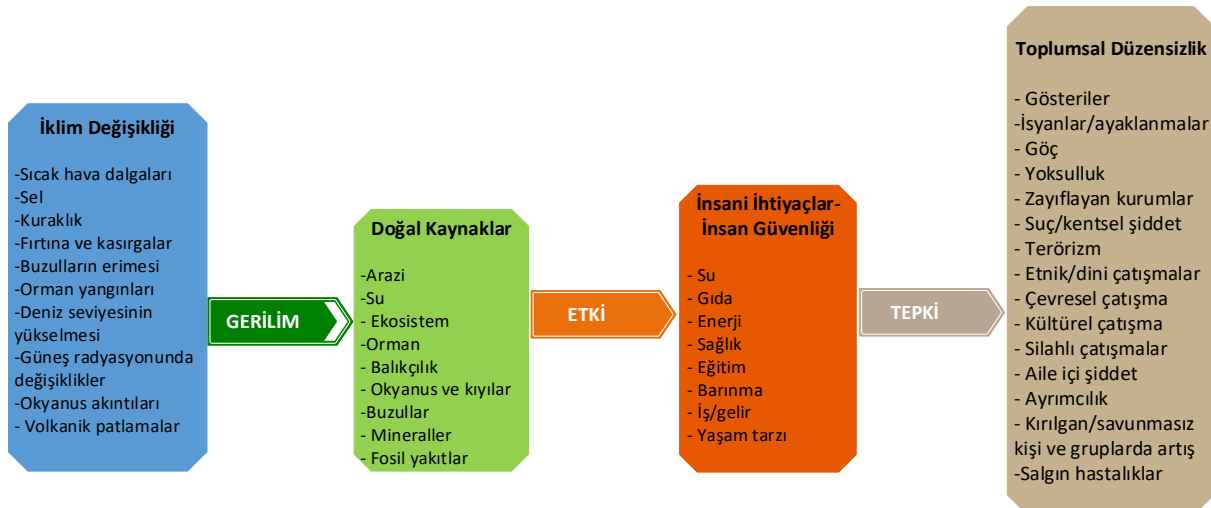 İklim Değişikliği
-Sıcak hava dalgaları
-Sel
-Kuraklık
-Fırtına ve kasırgalar
-Buzulların erimesi
-Orman yangınları
-Deniz seviyesinin
yükselmesi
-Güneş radyasyonunda
değişiklikler
-Okyanus akıntıları
- Volkanik patlamalar
GERİLİM
Doğal Kaynaklar
-Arazi
-Su
- Ekosistem
-Orman
- Balıkçılık
- Okyanus ve kıyılar
-Buzullar
- Mineraller
- Fosil yakıtlar
ETKİ
İnsani İhtiyaçlar-
İnsan Güvenliği
- Su
- Gıda
- Enerji
- Sağlık
- Eğitim
- Barınma
- İş/gelir
- Yaşam tarzı
TEPKİ
Toplumsal Düzensizlik
- Gösteriler
-İsyanlar/ayaklanmalar
- Göç
- Yoksulluk
- Zayıflayan kurumlar
- Suç/kentsel şiddet
- Terörizm
- Etnik/dini çatışmalar
- Çevresel çatışma
- Kültürel çatışma
- Silahlı çatışmalar
- Aile içi şiddet
- Ayrımcılık
- Kırılgan/savunmasız
kişi ve gruplarda artış
-Salgın hastalıklar